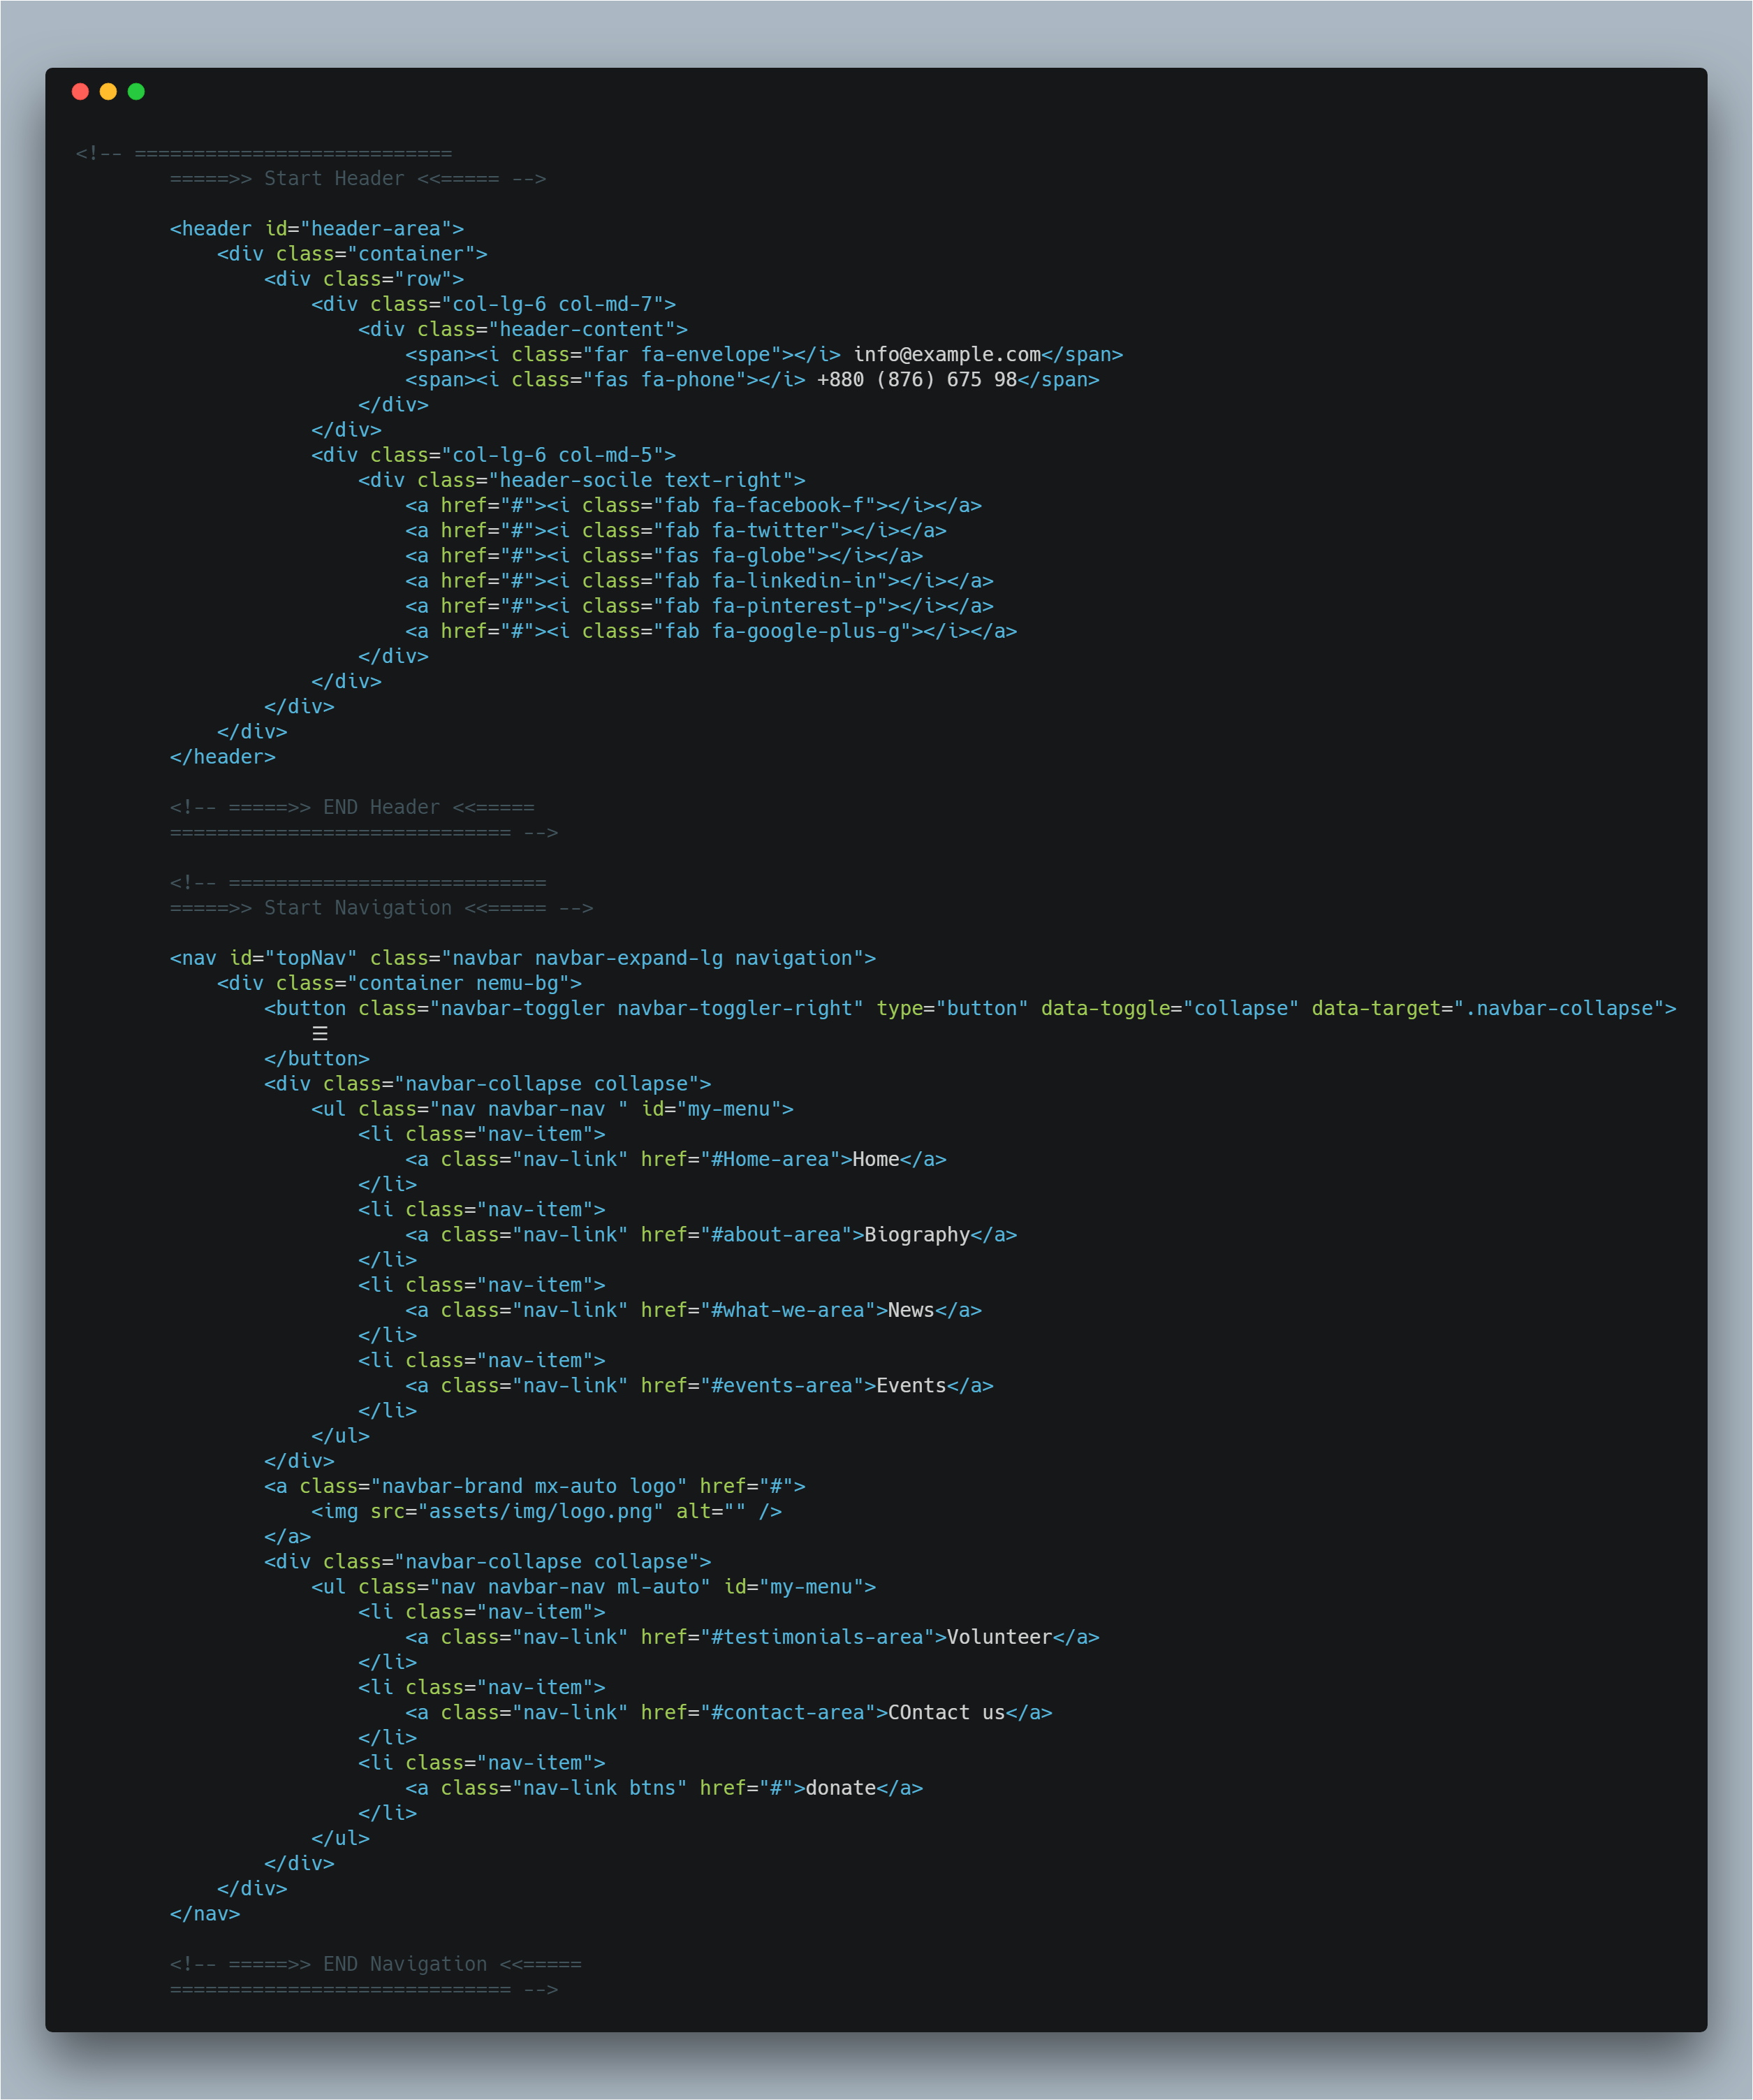 <!-- ===========================
        =====>> Start Header <<===== -->

        <header id="header-area">
            <div class="container">
                <div class="row">
                    <div class="col-lg-6 col-md-7">
                        <div class="header-content">
                            <span><i class="far fa-envelope"></i> info@example.com</span>
                            <span><i class="fas fa-phone"></i> +880 (876) 675 98</span>
                        </div>
                    </div>
                    <div class="col-lg-6 col-md-5">
                        <div class="header-socile text-right">
                            <a href="#"><i class="fab fa-facebook-f"></i></a>
                            <a href="#"><i class="fab fa-twitter"></i></a>
                            <a href="#"><i class="fas fa-globe"></i></a>
                            <a href="#"><i class="fab fa-linkedin-in"></i></a>
                            <a href="#"><i class="fab fa-pinterest-p"></i></a>
                            <a href="#"><i class="fab fa-google-plus-g"></i></a>
                        </div>
                    </div>
                </div>
            </div>
        </header>

        <!-- =====>> END Header <<=====
        ============================= -->

        <!-- ===========================
        =====>> Start Navigation <<===== -->

        <nav id="topNav" class="navbar navbar-expand-lg navigation">
            <div class="container nemu-bg">
                <button class="navbar-toggler navbar-toggler-right" type="button" data-toggle="collapse" data-target=".navbar-collapse">
                    ☰
                </button>
                <div class="navbar-collapse collapse">
                    <ul class="nav navbar-nav " id="my-menu">
                        <li class="nav-item">
                            <a class="nav-link" href="#Home-area">Home</a>
                        </li>
                        <li class="nav-item">
                            <a class="nav-link" href="#about-area">Biography</a>
                        </li>
                        <li class="nav-item">
                            <a class="nav-link" href="#what-we-area">News</a>
                        </li>
                        <li class="nav-item">
                            <a class="nav-link" href="#events-area">Events</a>
                        </li>
                    </ul>
                </div>
                <a class="navbar-brand mx-auto logo" href="#">
                    <img src="assets/img/logo.png" alt="" />
                </a>
                <div class="navbar-collapse collapse">
                    <ul class="nav navbar-nav ml-auto" id="my-menu">
                        <li class="nav-item">
                            <a class="nav-link" href="#testimonials-area">Volunteer</a>
                        </li>
                        <li class="nav-item">
                            <a class="nav-link" href="#contact-area">COntact us</a>
                        </li>
                        <li class="nav-item">
                            <a class="nav-link btns" href="#">donate</a>
                        </li>
                    </ul>
                </div>
            </div>
        </nav>

        <!-- =====>> END Navigation <<=====
        ============================= -->